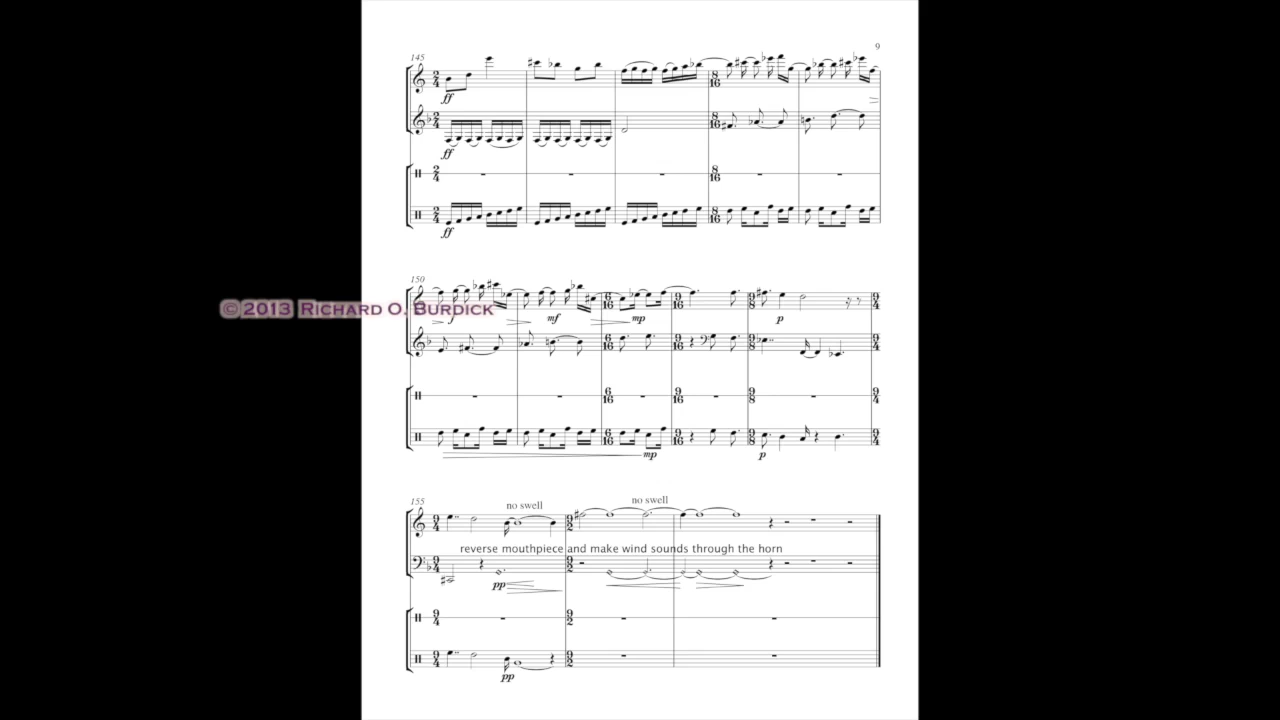 9
145
ff
ff
ff
150
f
mf
mp
p
© 2013 Richard O. Burdick
mp
p
155
no swell
no swell
reverse mouthpiece and make wind sounds through the horn
pp
pp